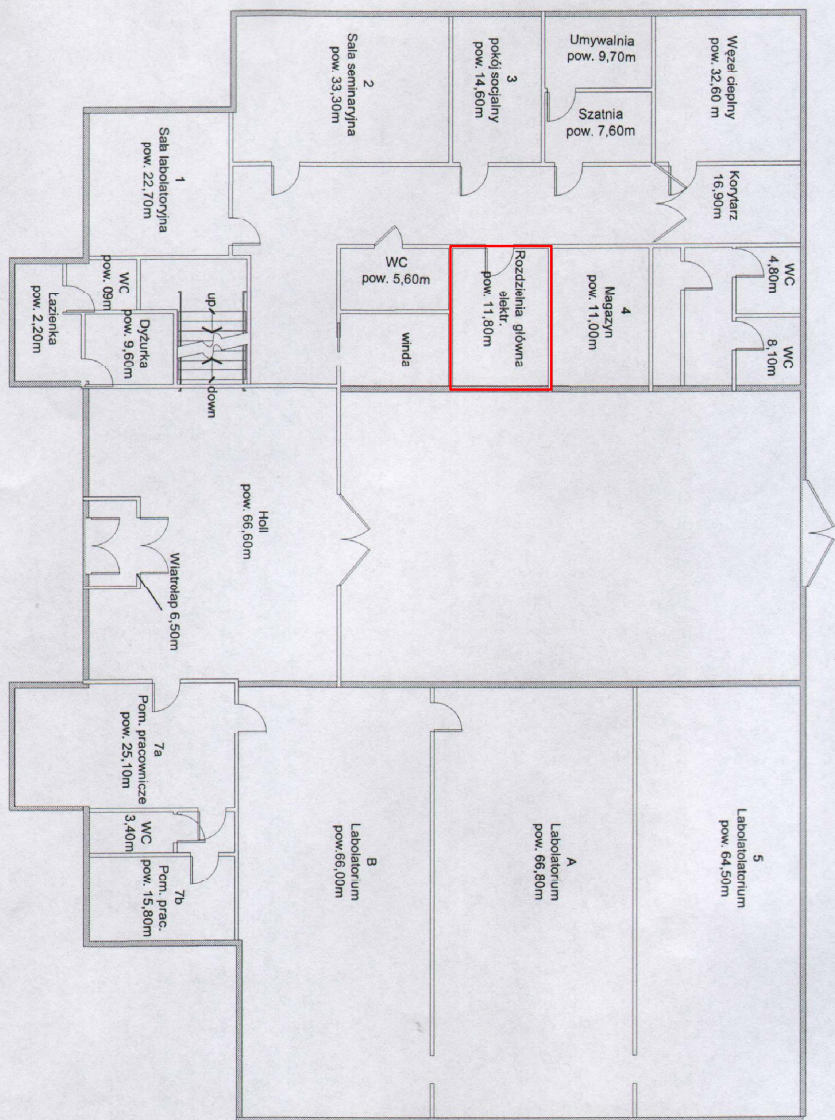 Umywalnia
pow. 9,70m
Węzeł cieplny
pow. 32,60 m
Sala seminaryjna
2
pow. 33,30m
3
pokój socjalny
pow. 14,60m
Szatnia
pow. 7,60m
1
Sala labolatoryjna
pow. 22,70m
Korytarz
16,90m
WC
pow. 5,60m
Rozdzielnia główna
elektr.
pow. 11,80m
4
Nagazyn
pow. 11,00m
WC
4,80m
WC
pow. 09m
Łazienka
pow. 2,20m
Dyżurka
pow. 9,60m
up
down
winda
WC
8,10m
Holl
pow. 66,60m
Wiatrołap 6,50m
7a
Pom. pracownicze
pow. 25,10m
WC
3,40m
7b
Pom. prac.
pow. 15,80m
B
Labolatorium
pow.66,00m
A
Labolatorium
pow. 66,80m
5
Labolatolatorium
pow. 64,50m